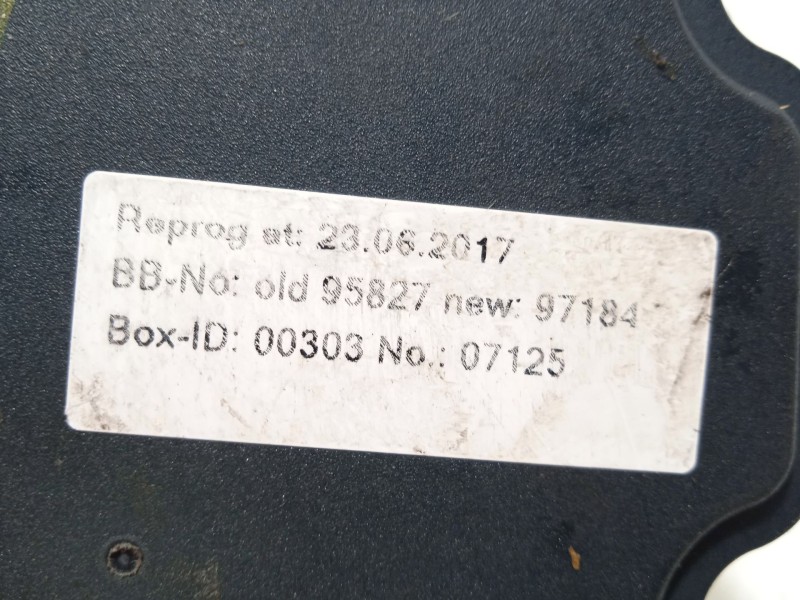 Reprog at: 23.06.2017
BB-No: old 95827 new: 97184
Box-ID: 00303 No.: 07125